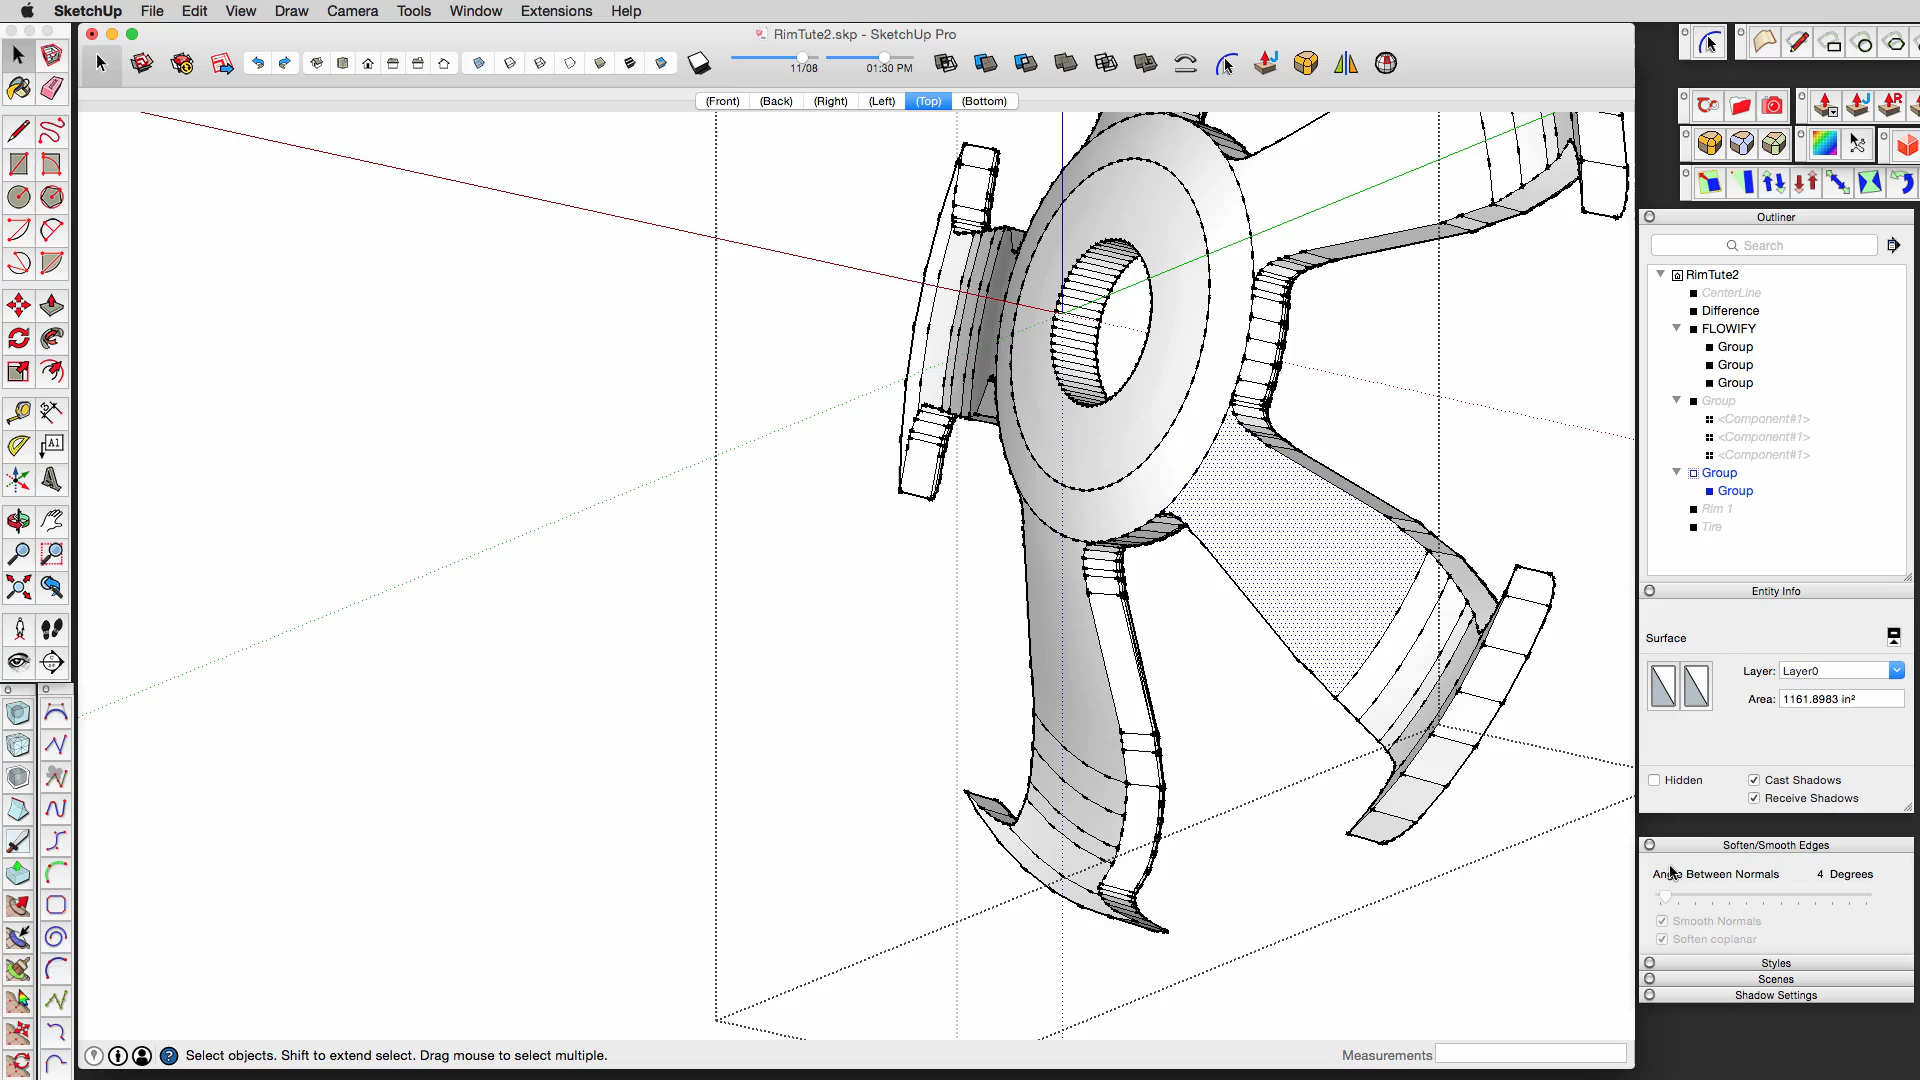 SketchUp File Edit View Draw Camera Tools Window Extensions Help
RimTute2.skp - SketchUp Pro
11/08 01:30 PM
(Front) (Back) (Right) (Left) (Top) (Bottom)
A1
Outliner
Search
RimTute2
CenterLine
Difference
FLOWIFY
Group
Group
Group
Group
<Component#1>
<Component#1>
<Component#1>
Group
Group
Rim 1
Tire
Entity Info
Surface
Layer: Layer0
Area: 1161.8983 in²
Hidden Cast Shadows
Receive Shadows
Soften/Smooth Edges
Angle Between Normals 4 Degrees
Smooth Normals
Soften coplanar
Styles
Scenes
Shadow Settings
Select objects. Shift to extend select. Drag mouse to select multiple. Measurements